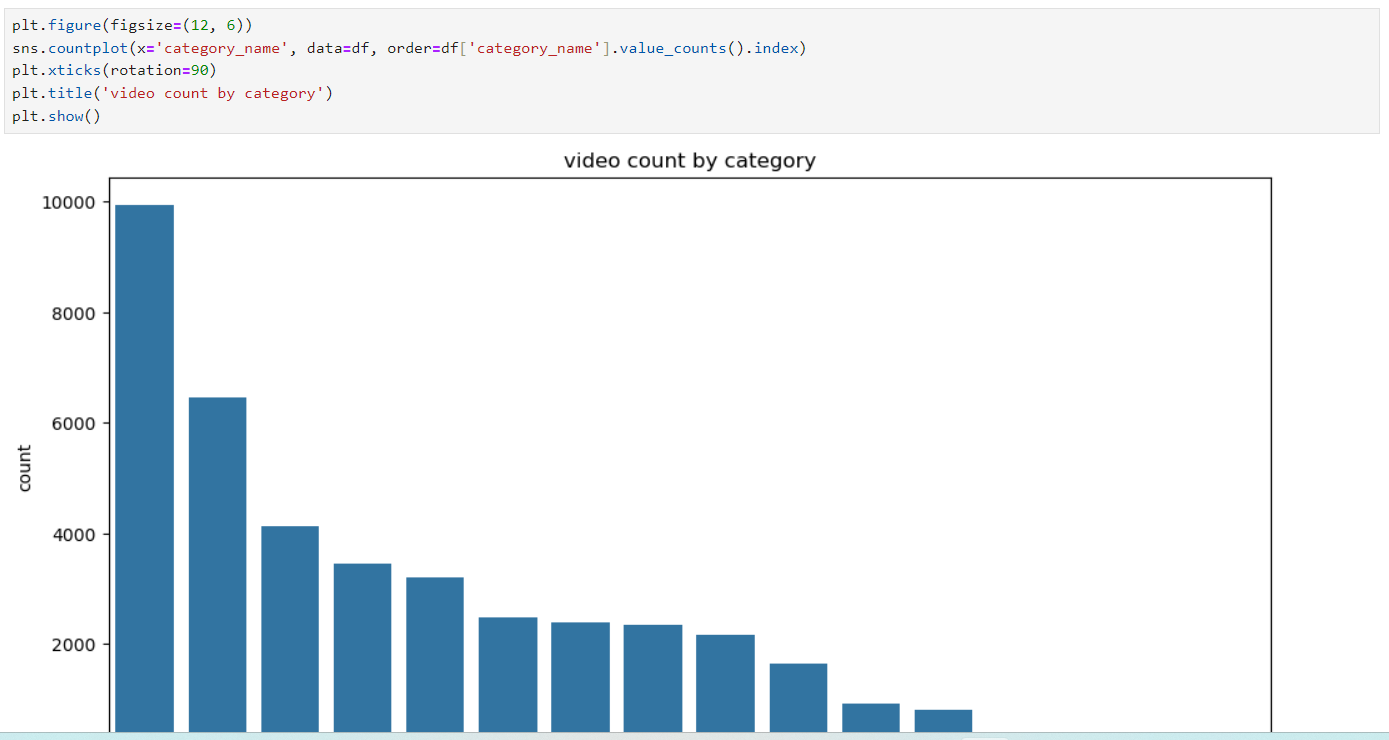 plt.figure(figsize=(12, 6))
sns.countplot(x='category_name', data=df, order=df['category_name'].value_counts().index)
plt.xticks(rotation=90)
plt.title('video count by category')
plt.show()
video count by category
10000
8000
6000
4000
2000
count